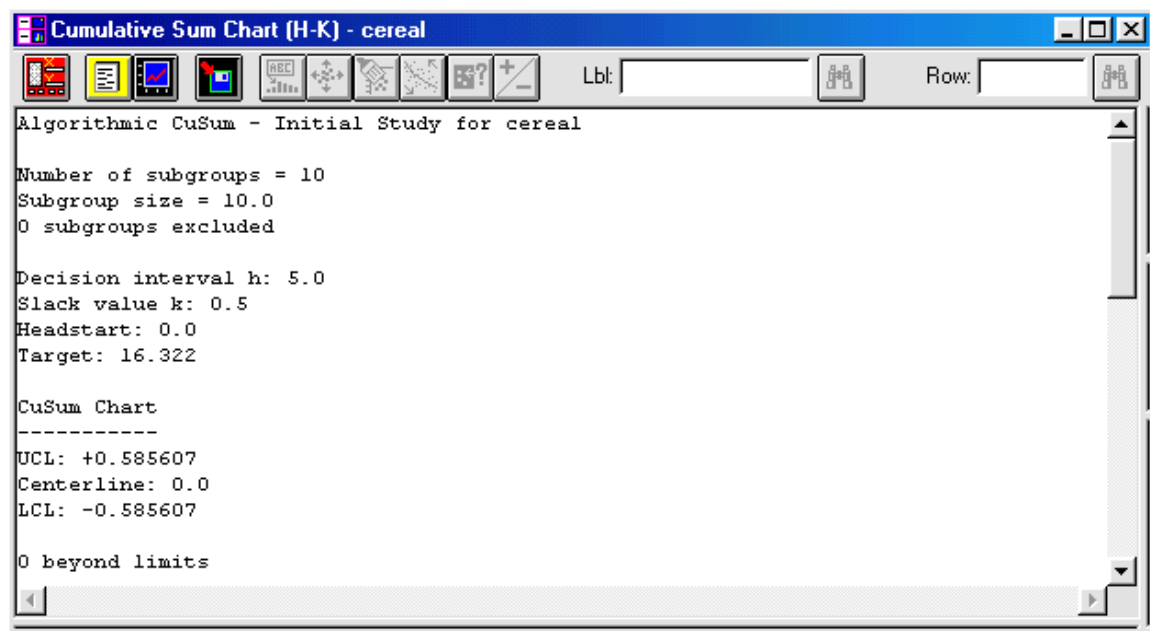 Cumulative Sum Chart (H-K) - cereal
Lbl: Row:
Algorithmic CuSum - Initial Study for cereal
Number of subgroups = 10
Subgroup size = 10.0
0 subgroups excluded
Decision interval h: 5.0
Slack value k: 0.5
Headstart: 0.0
Target: 16.322
CuSum Chart
-----------
UCL: +0.585607
Centerline: 0.0
LCL: -0.585607
0 beyond limits